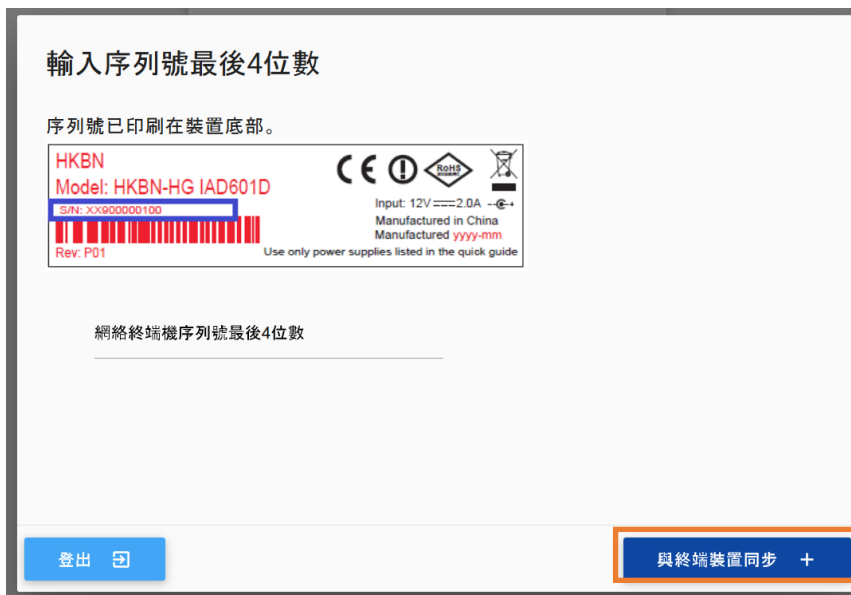 輸入序列號最後4位數
序列號已印刷在裝置底部。
HKBN
Model: HKBN-HG IAD601D
S/N: XX900000100
Rev: P01
RoHS
Input: 12V 2.0A
Manufactured in China
Manufactured yyyy-mm
Use only power supplies listed in the quick guide
網絡終端機序列號最後4位數
登出
與終端裝置同步 +